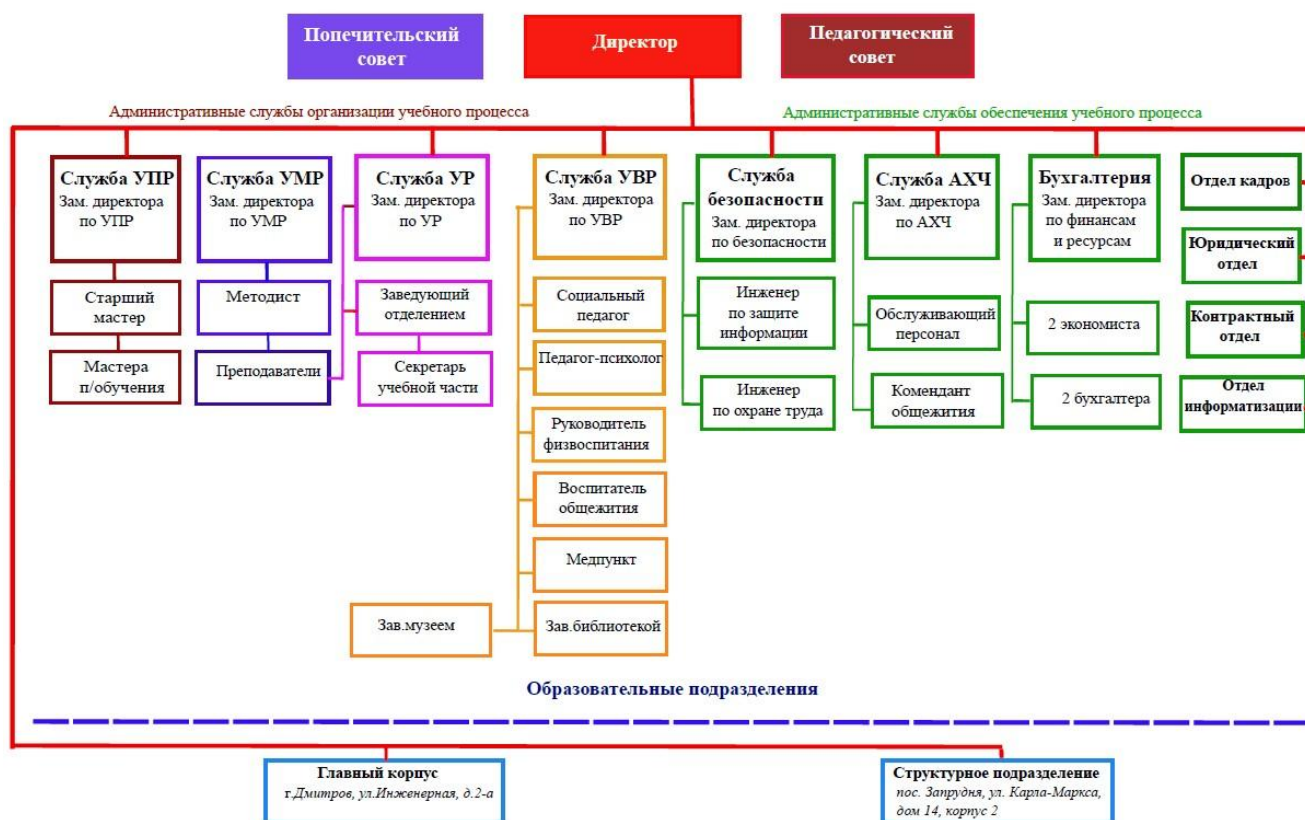 Попечительский
совет
Директор
Педагогический
совет
Административные службы организации учебного процесса
Административные службы обеспечения учебного процесса
Служба УПР
Зам. директора
по УПР
Служба УМР
Зам. директора
по УМР
Служба УР
Зам. директора
по УР
Служба УВР
Зам. директора
по УВР
Служба
безопасности
Зам. директора
по безопасности
Служба АХЧ
Зам. директора
по АХЧ
Бухгалтерия
Зам. директора
по финансам
и ресурсам
Отдел кадров
Юридический
отдел
Контрактный
отдел
Отдел
информатизации
Старший
мастер
Мастера
п/обучения
Методист
Преподаватели
Заведующий
отделением
Секретарь
учебной части
Социальный
педагог
Педагог-психолог
Руководитель
физвоспитания
Воспитатель
общежития
Медпункт
Зав.музеем
Зав.библиотекой
Инженер
по защите
информации
Инженер
по охране труда
Обслуживающий
персонал
Комендант
общежития
2 экономиста
2 бухгалтера
Образовательные подразделения
Главный корпус
г.Дмитров, ул.Инженерная, д.2-а
Структурное подразделение
пос. Запрудня, ул. Карла-Маркса,
дом 14, корпус 2